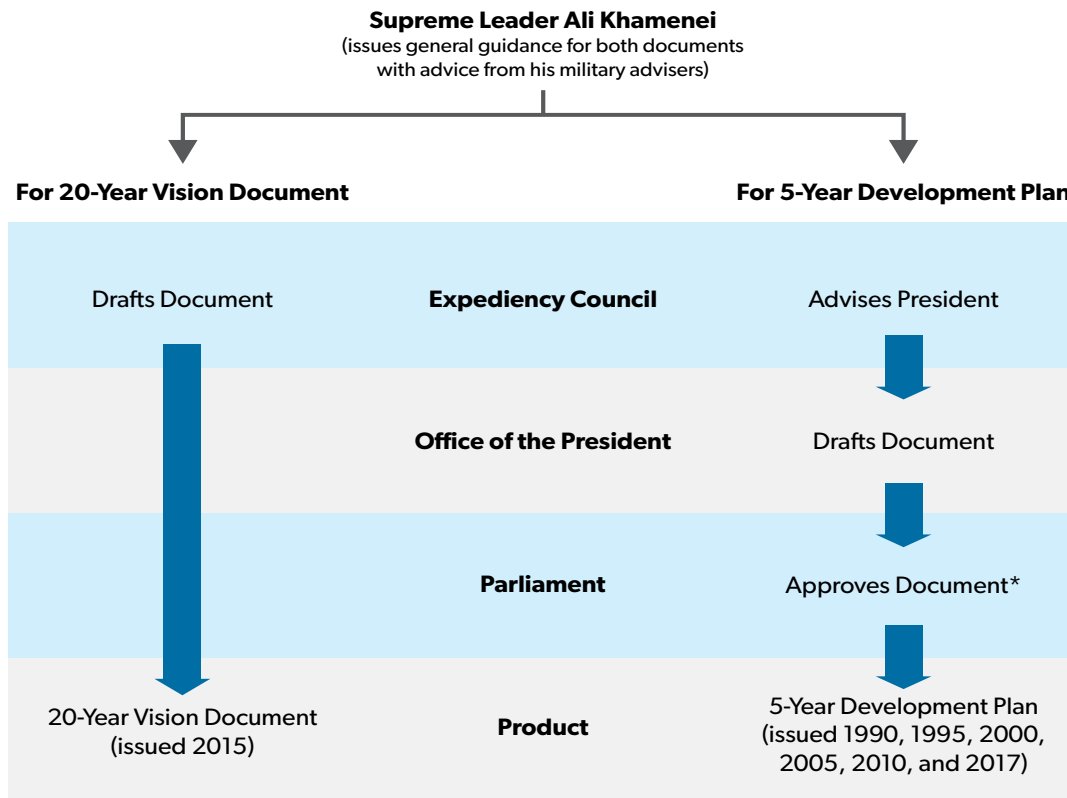 Supreme Leader Ali Khamenei
(issues general guidance for both documents
with advice from his military advisers)
For 20-Year Vision Document
For 5-Year Development Plan
Drafts Document
Expediency Council
Advises President
Office of the President
Drafts Document
Parliament
Approves Document*
20-Year Vision Document
(issued 2015)
Product
5-Year Development Plan
(issued 1990, 1995, 2000,
2005, 2010, and 2017)